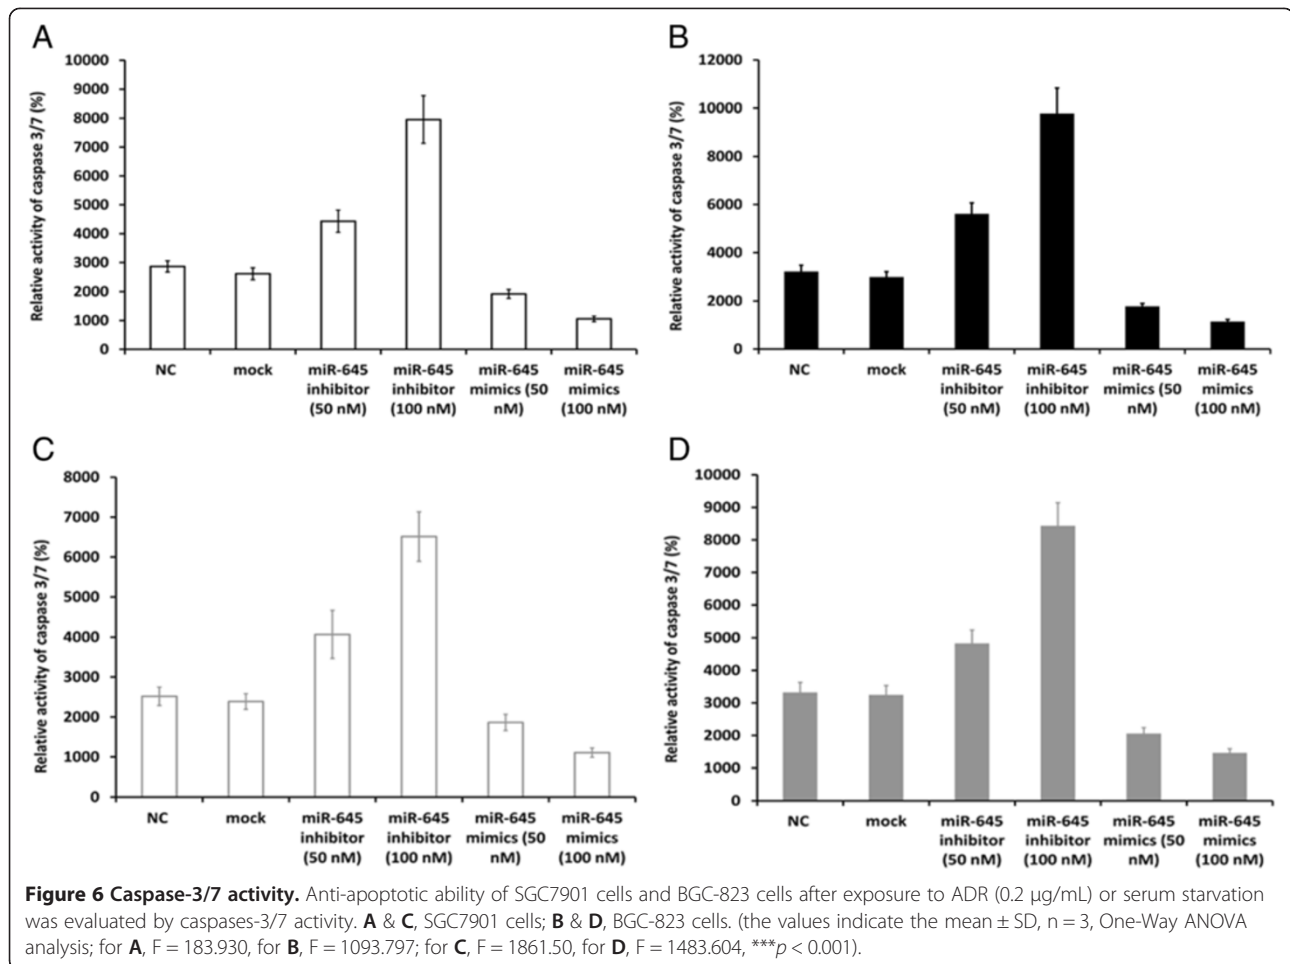 A
Relative activity of caspase 3/7 (%)
10000
9000
8000
7000
6000
5000
4000
3000
2000
1000
0
NC
mock
miR-645
inhibitor
(50 nM)
miR-645
inhibitor
(100 nM)
miR-645
mimics (50
nM)
miR-645
mimics
(100 nM)
B
Relative activity of caspase 3/7 (%)
12000
10000
8000
6000
4000
2000
0
NC
mock
miR-645
inhibitor
(50 nM)
miR-645
inhibitor
(100 nM)
miR-645
mimics (50
nM)
miR-645
mimics
(100 nM)
C
Relative activity of caspase 3/7 (%)
8000
7000
6000
5000
4000
3000
2000
1000
0
NC
mock
miR-645
inhibitor
(50 nM)
miR-645
inhibitor
(100 nM)
miR-645
mimics (50
nM)
miR-645
mimics
(100 nM)
D
Relative activity of caspase 3/7 (%)
10000
9000
8000
7000
6000
5000
4000
3000
2000
1000
0
NC
mock
miR-645
inhibitor
(50 nM)
miR-645
inhibitor
(100 nM)
miR-645
mimics (50
nM)
miR-645
mimics
(100 nM)
Figure 6 Caspase-3/7 activity. Anti-apoptotic ability of SGC7901 cells and BGC-823 cells after exposure to ADR (0.2 μg/mL) or serum starvation
was evaluated by caspases-3/7 activity. A & C, SGC7901 cells; B & D, BGC-823 cells. (the values indicate the mean ± SD, n = 3, One-Way ANOVA
analysis; for A, F = 183.930, for B, F = 1093.797; for C, F = 1861.50, for D, F = 1483.604, ***p < 0.001).